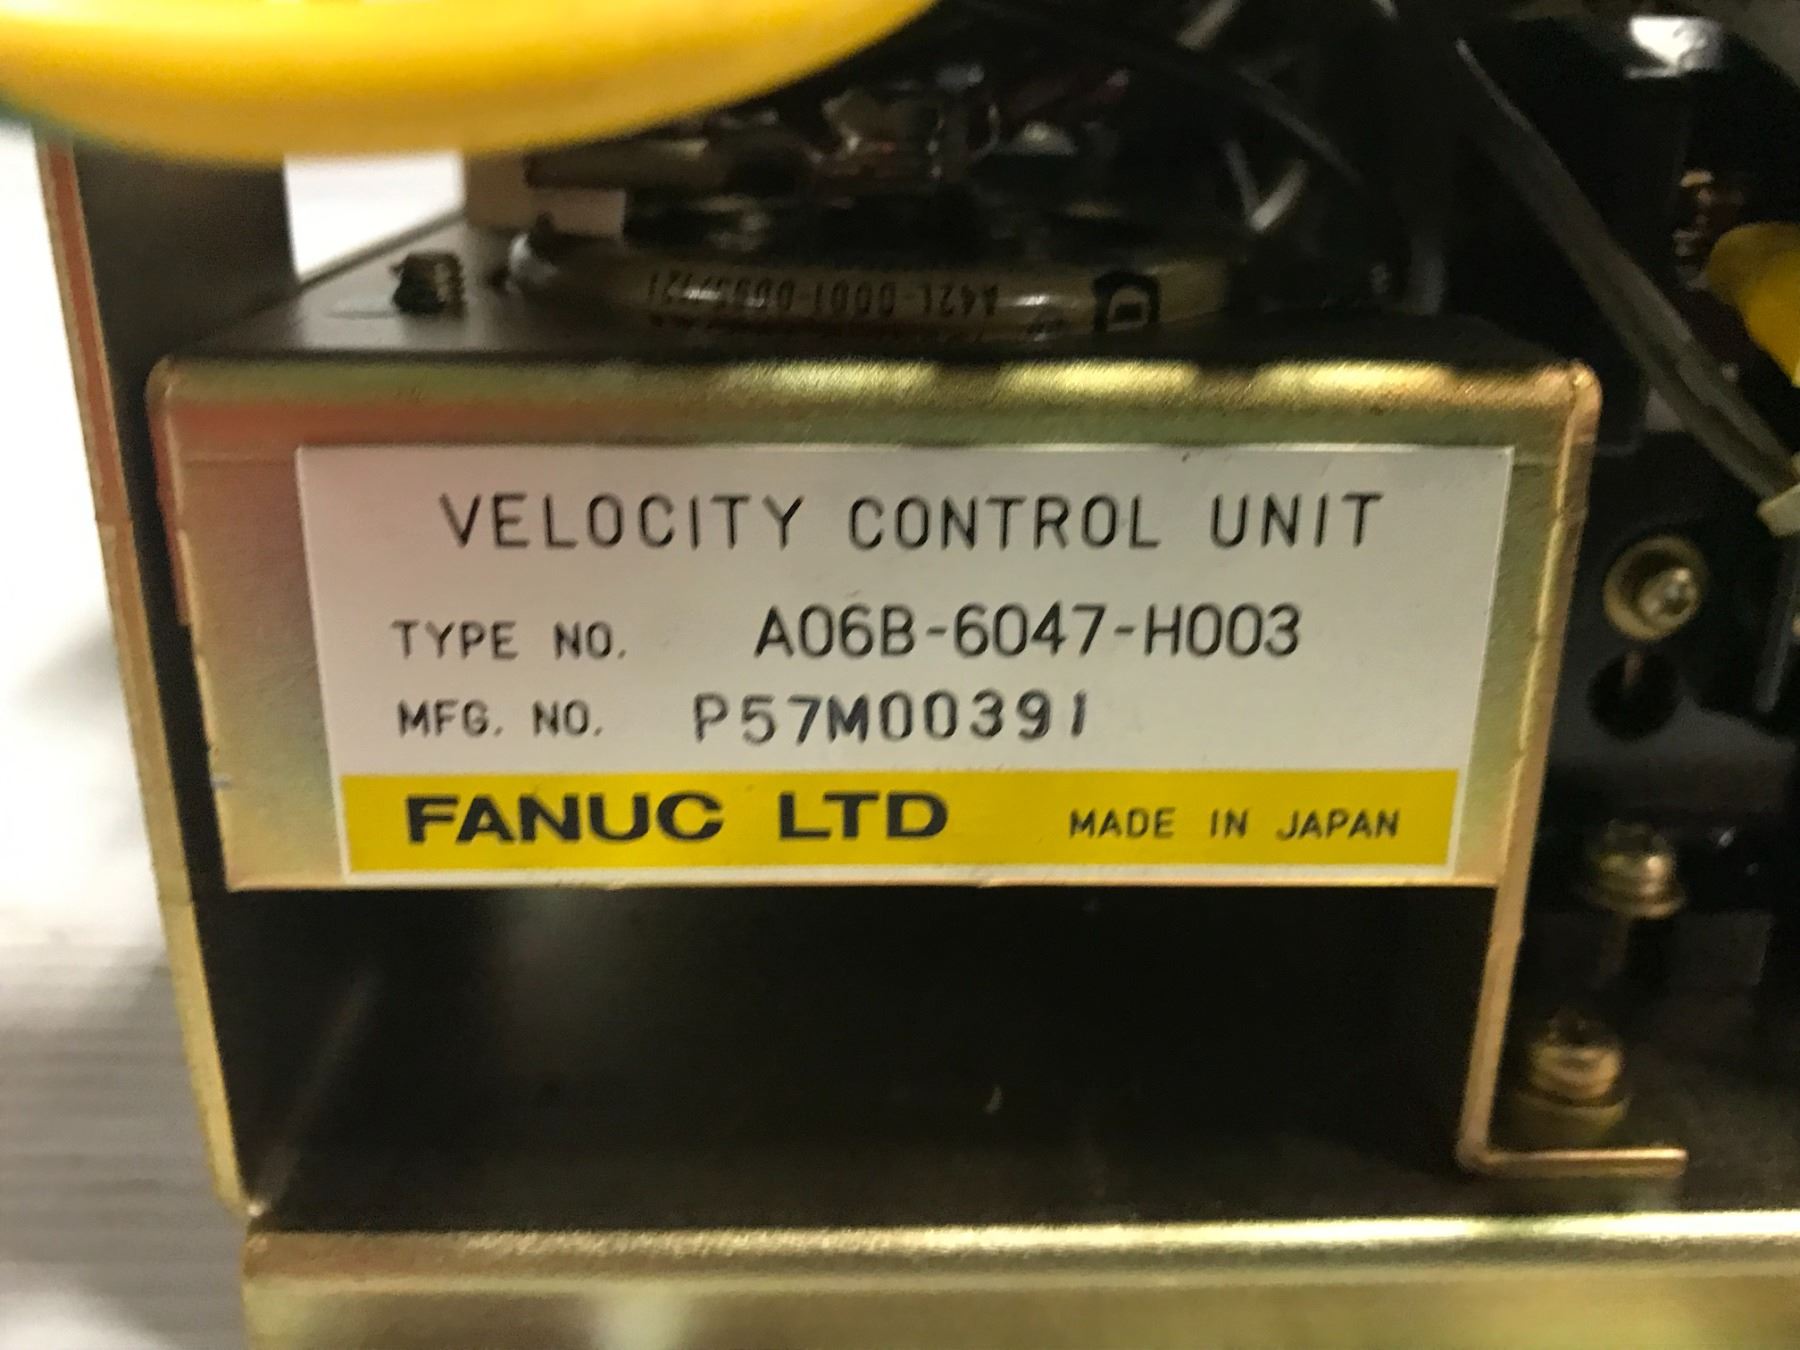 VELOCITY CONTROL UNIT
TYPE NO. A06B-6047-H003
MFG. NO. P57M00391
FANUC LTD MADE IN JAPAN